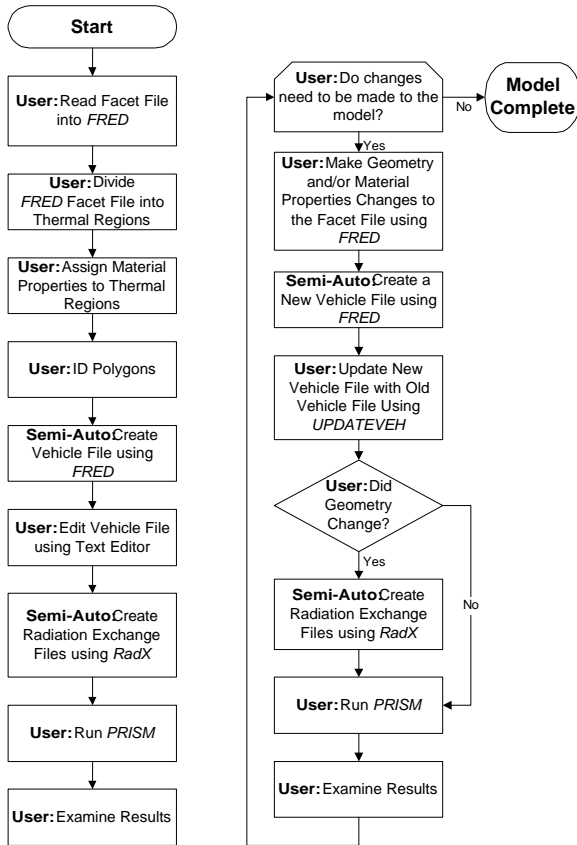 Start
User: Read Facet File
into FRED
User: Divide
FRED Facet File into
Thermal Regions
User: Assign Material
Properties to Thermal
Regions
User: ID Polygons
Semi-Auto:Create
Vehicle File using
FRED
User: Edit Vehicle File
using Text Editor
Semi-Auto:Create
Radiation Exchange
Files using RadX
User: Run PRISM
User: Examine Results
User: Do changes
need to be made to the
model?
No
Model
Complete
Yes
User: Make Geometry
and/or Material
Properties Changes to
the Facet File using
FRED
Semi-Auto:Create a
New Vehicle File using
FRED
User: Update New
Vehicle File with Old
Vehicle File Using
UPDATEVEH
User: Did
Geometry
Change?
Yes
No
Semi-Auto:Create
Radiation Exchange
Files using RadX
User: Run PRISM
User: Examine Results